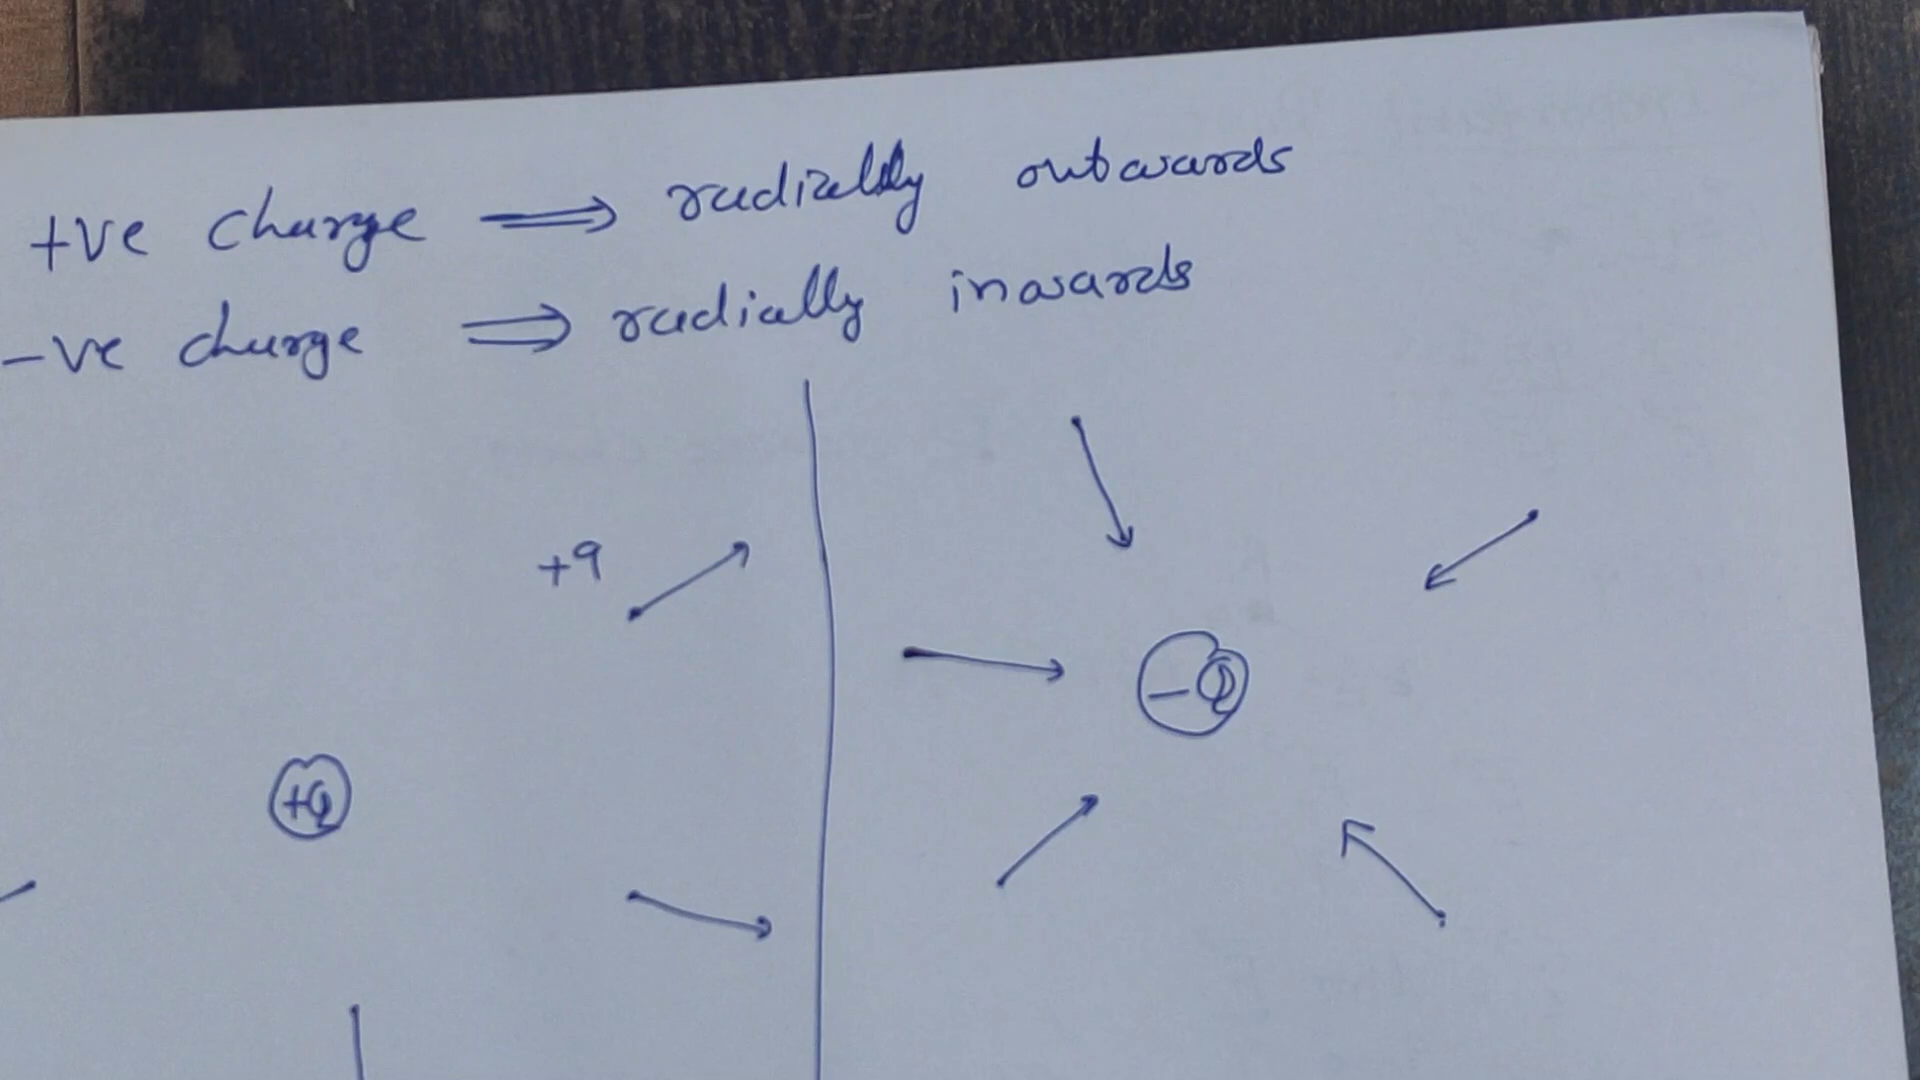 +ve charge ⟹ radially outwards
-ve charge ⟹ radially inwards
+q
-Q
+Q